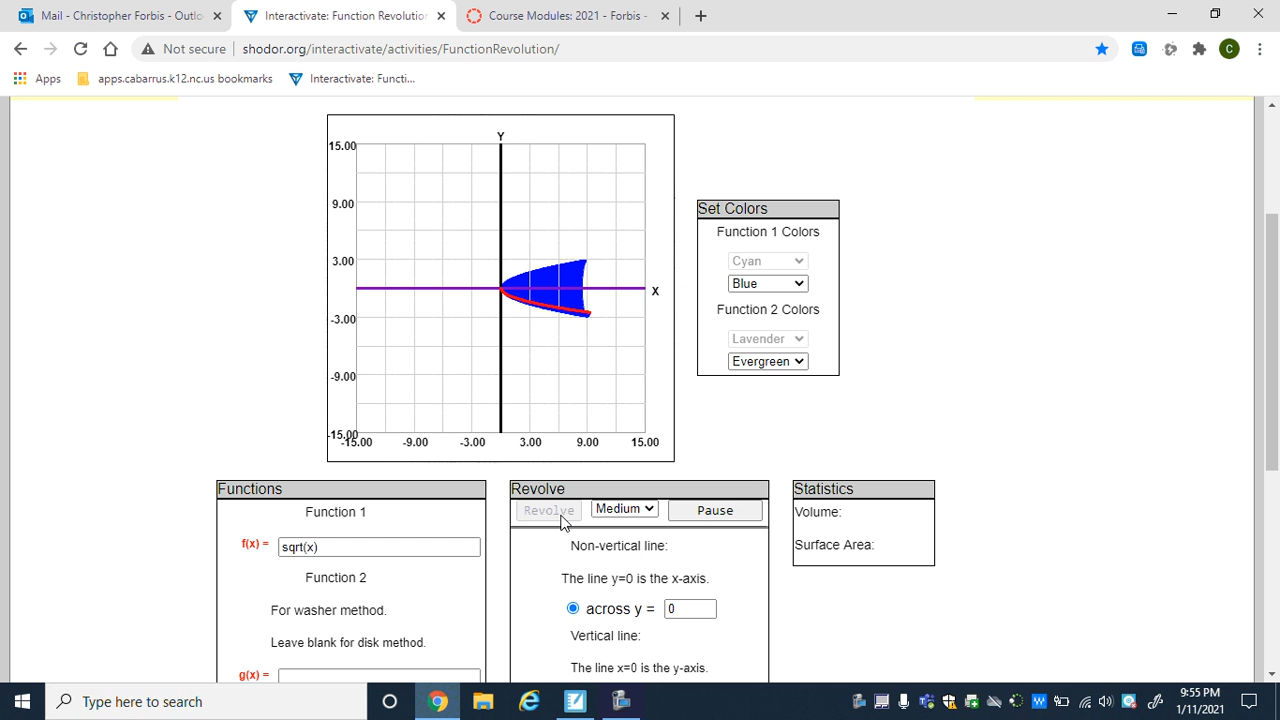 Mail - Christopher Forbis - Outlo
Interactivate: Function Revolution
Course Modules: 2021 - Forbis -
Not secure | shodor.org/interactivate/activities/FunctionRevolution/
C
Apps
apps.cabarrus.k12.nc.us bookmarks
Interactivate: Functi...
Y
15.00
9.00
3.00
X
-3.00
-9.00
-15.00
-15.00 -9.00 -3.00 3.00 9.00 15.00
Set Colors
Function 1 Colors
Cyan
Blue
Function 2 Colors
Lavender
Evergreen
Functions
Function 1
f(x) = sqrt(x)
Function 2
For washer method.
Leave blank for disk method.
g(x) =
Revolve
Revolve Medium Pause
Non-vertical line:
The line y=0 is the x-axis.
across y = 0
Vertical line:
The line x=0 is the y-axis.
Statistics
Volume:
Surface Area:
Type here to search
9:55 PM
1/11/2021